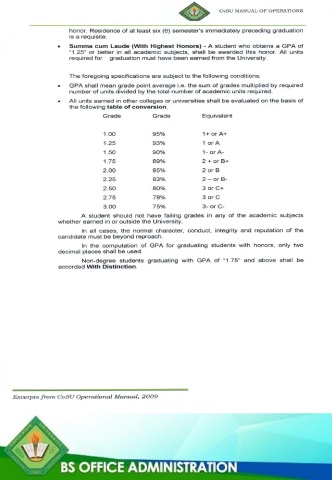 CvSU MANUAL OF OPERATIONS
honor. Residence of at least six (6) semester's immediately preceding graduation
is a requisite.
• Summa cum Laude (With Highest Honors) - A student who obtains a GPA of
"1.25" or better in all academic subjects, shall be awarded this honor. All units
required for graduation must have been earned from the University.
The foregoing specifications are subject to the following conditions:
• GPA shall mean grade point average i.e. the sum of grades multiplied by required
number of units divided by the total number of academic units required.
• All units earned in other colleges or universities shall be evaluated on the basis of
the following table of conversion.
Grade Grade Equivalent
1.00 95% 1+ or A+
1.25 93% 1 or A
1.50 90% 1- or A-
1.75 89% 2 + or B+
2.00 85% 2 or B
2.25 83% 2 – or B-
2.50 80% 3 or C+
2.75 78% 3 or C
3.00 75% 3- or C-
A student should not have failing grades in any of the academic subjects
whether earned in or outside the University.
In all cases, the normal character, conduct, integrity and reputation of the
candidate must be beyond reproach.
In the computation of GPA for graduating students with honors, only two
decimal places shall be used.
Non-degree students graduating with GPA of "1.75" and above shall be
accorded With Distinction.
Excerpts from CvSU Operational Manual, 2009
BS OFFICE ADMINISTRATION